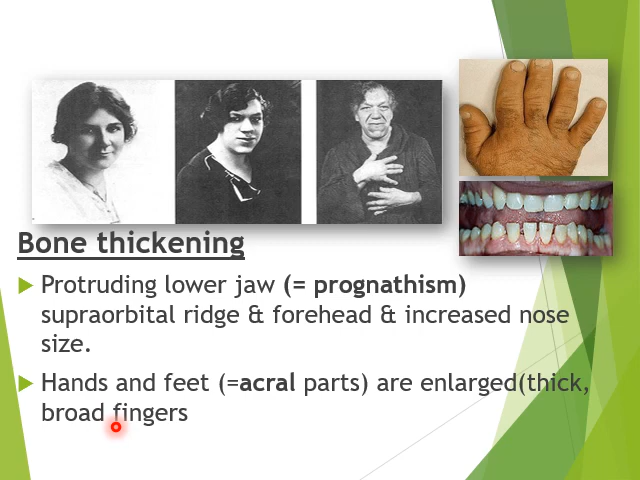 Bone thickening
Protruding lower jaw (= prognathism)
supraorbital ridge & forehead & increased nose
size.
Hands and feet (=acral parts) are enlarged(thick,
broad fingers